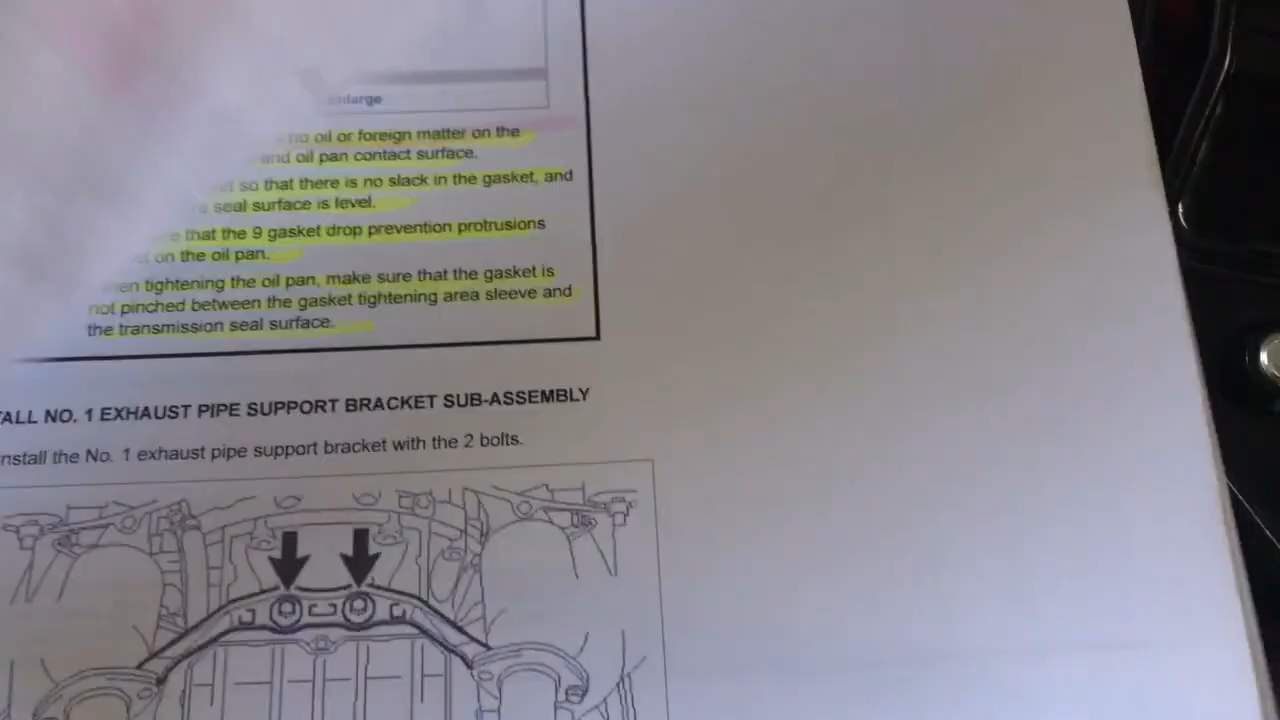 no oil or foreign matter on the
and oil pan contact surface.
so that there is no slack in the gasket, and
seal surface is level.
that the 9 gasket drop prevention protrusions
on the oil pan.
tightening the oil pan, make sure that the gasket is
not pinched between the gasket tightening area sleeve and
the transmission seal surface.
ALL NO. 1 EXHAUST PIPE SUPPORT BRACKET SUB-ASSEMBLY
nstall the No. 1 exhaust pipe support bracket with the 2 bolts.